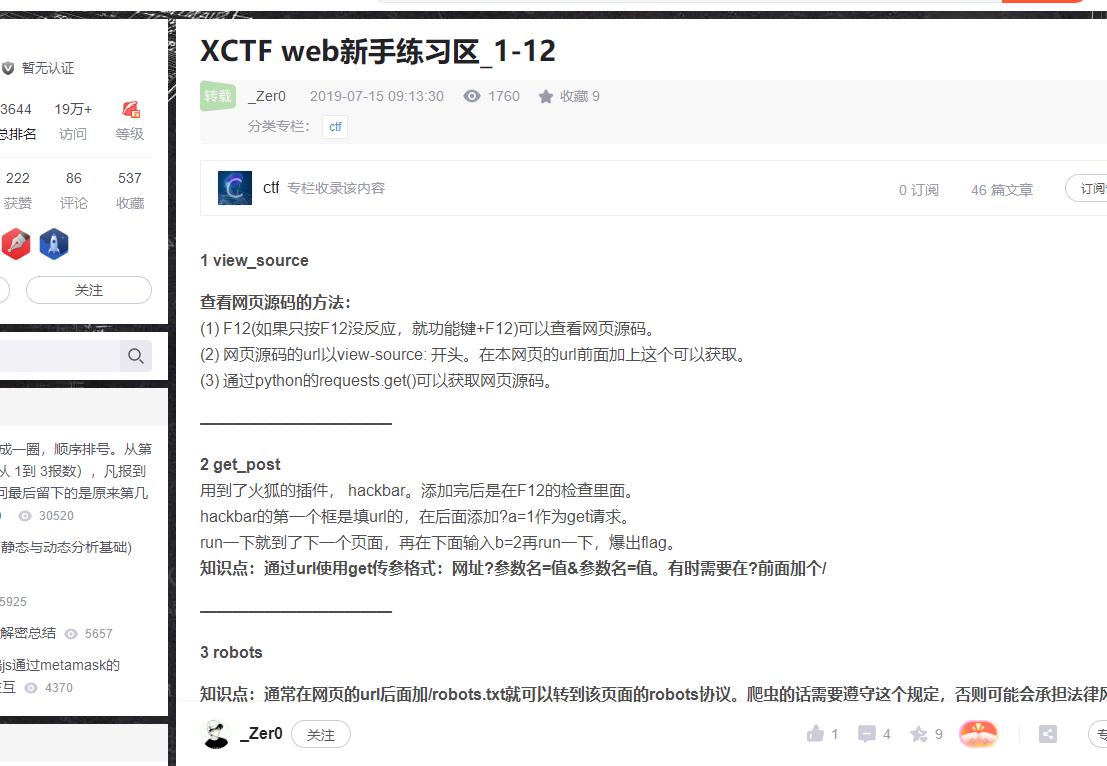 XCTF web新手练习区_1-12
转载
_Zer0
2019-07-15 09:13:30
1760
收藏 9
分类专栏：
ctf
ctf 专栏收录该内容
0 订阅
46 篇文章
订阅
1 view_source
查看网页源码的方法：
(1) F12(如果只按F12没反应，就功能键+F12)可以查看网页源码。
(2) 网页源码的url以view-source: 开头。在本网页的url前面加上这个可以获取。
(3) 通过python的requests.get()可以获取网页源码。
————————————
2 get_post
用到了火狐的插件， hackbar。添加完后是在F12的检查里面。
hackbar的第一个框是填url的，在后面添加?a=1作为get请求。
run一下就到了下一个页面，再在下面输入b=2再run一下，爆出flag。
知识点：通过url使用get传参格式：网址?参数名=值&参数名=值。有时需要在?前面加个/
————————————
3 robots
知识点：通常在网页的url后面加/robots.txt就可以转到该页面的robots协议。爬虫的话需要遵守这个规定，否则可能会承担法律风
_Zer0
关注
1
4
9
专
暂无认证
3644
19万+
总排名
访问
等级
222
86
537
获赞
评论
收藏
关注
成一圈，顺序排号。从第
从 1到 3报数），凡报到
问最后留下的是原来第几
30520
静态与动态分析基础)
5925
解密总结
5657
js通过metamask的
互
4370